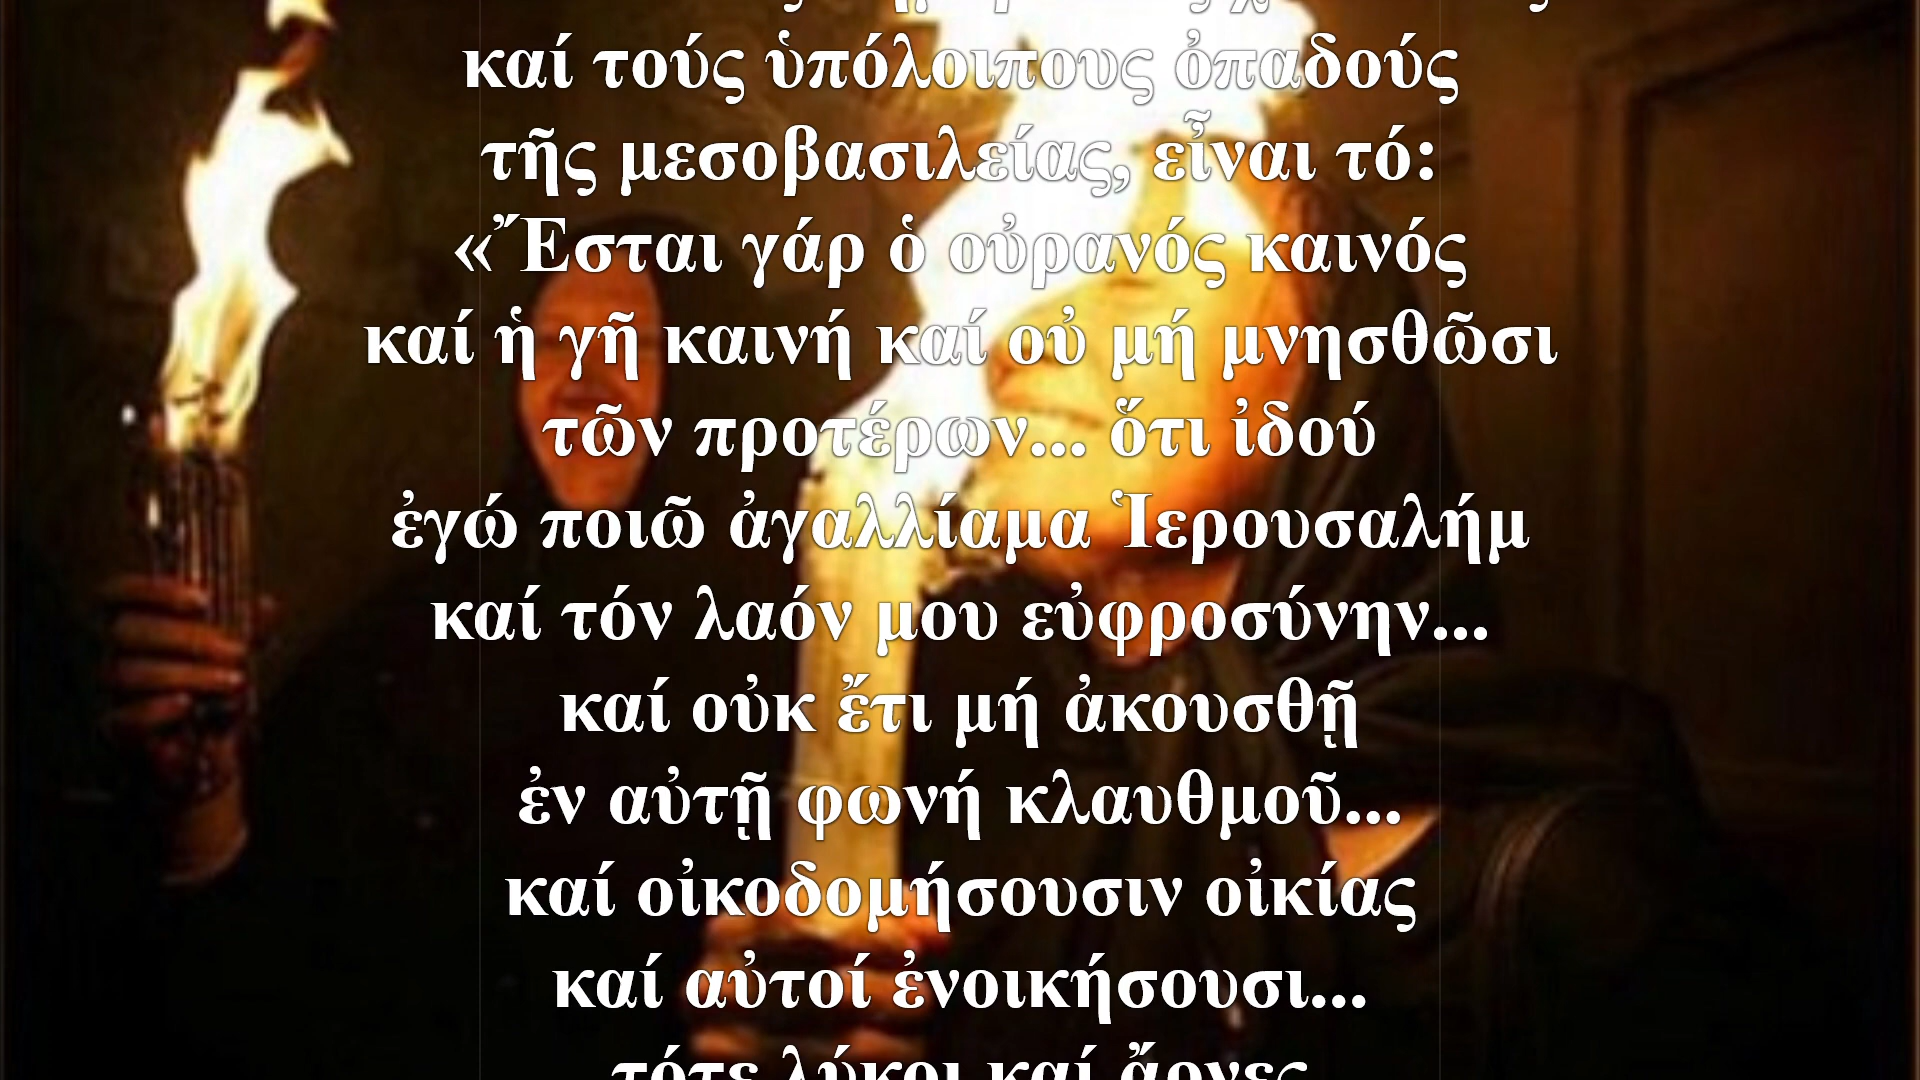 καί τούς ὑπόλοιπους ὀπαδούς
τῆς μεσοβασιλείας, εἶναι τό:
«Ἔσται γάρ ὁ οὐρανός καινός
καί ἡ γῆ καινή καί οὐ μή μνησθῶσι
τῶν προτέρων... ὅτι ἰδού
ἐγώ ποιῶ ἀγαλλίαμα Ἱερουσαλήμ
καί τόν λαόν μου εὐφροσύνην...
καί οὐκ ἔτι μή ἀκουσθῇ
ἐν αὐτῇ φωνή κλαυθμοῦ...
καί οἰκοδομήσουσιν οἰκίας
καί αὐτοί ἐνοικήσουσι...
τότε λύκοι καί ἄρνες